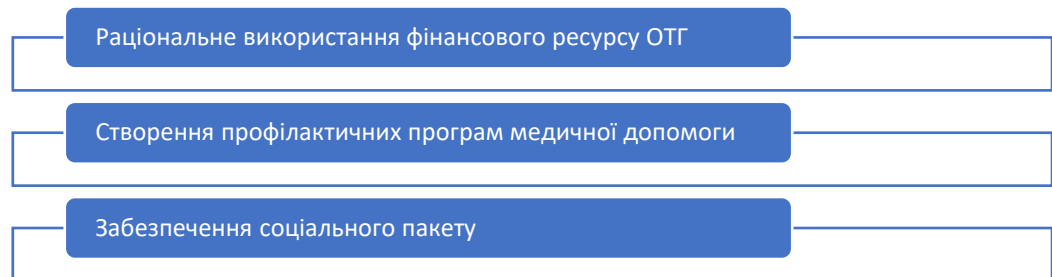 Раціональне використання фінансового ресурсу ОТГ
Створення профілактичних програм медичної допомоги
Забезпечення соціального пакету